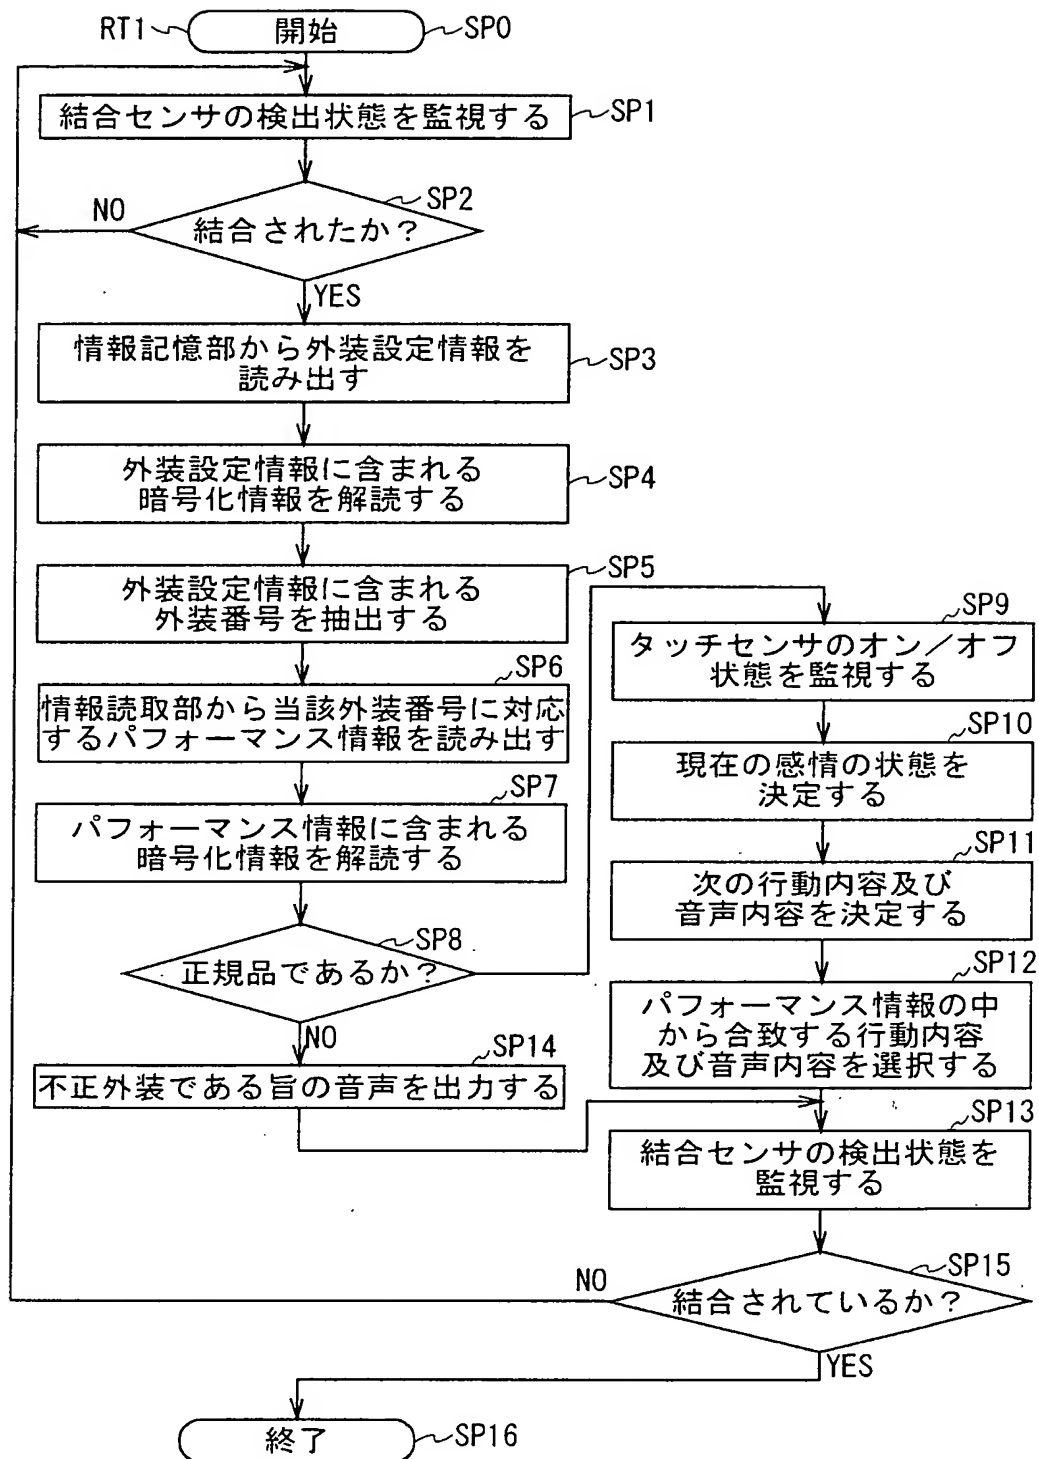 RT1 開始 SP0
結合センサの検出状態を監視する SP1
SP2
NO 結合されたか?
YES
情報記憶部から外装設定情報を
読み出す SP3
外装設定情報に含まれる
暗号化情報を解読する SP4
SP5
外装設定情報に含まれる
外装番号を抽出する
SP6
情報読取部から当該外装番号に対応
するパフォーマンス情報を読み出す
SP7
パフォーマンス情報に含まれる
暗号化情報を解読する
SP8
正規品であるか?
NO
SP14
不正外装である旨の音声を出力する
SP9
タッチセンサのオン/オフ
状態を監視する
SP10
現在の感情の状態を
決定する
SP11
次の行動内容及び
音声内容を決定する
SP12
パフォーマンス情報の中
から合致する行動内容
及び音声内容を選択する
SP13
結合センサの検出状態を
監視する
SP15
NO 結合されているか?
YES
終了 SP16